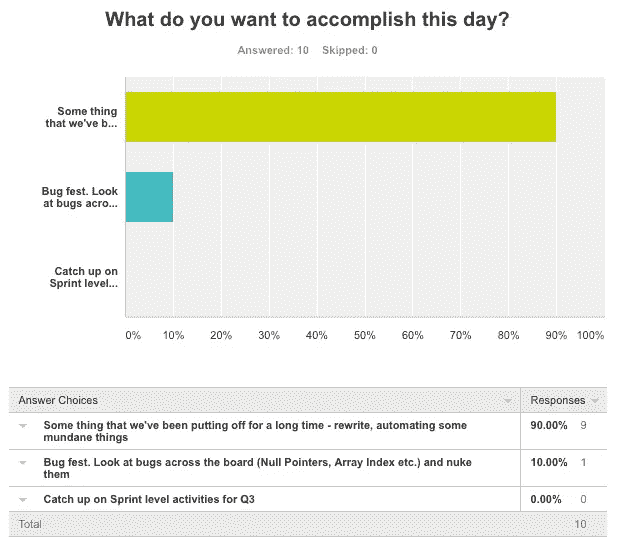 What do you want to accomplish this day?
Answered: 10 Skipped: 0
Some thing
that we've b...
Bug fest. Look
at bugs acro...
Catch up on
Sprint level...
0% 10% 20% 30% 40% 50% 60% 70% 80% 90% 100%
Answer Choices Responses
Some thing that we've been putting off for a long time - rewrite, automating some
mundane things
90.00% 9
Bug fest. Look at bugs across the board (Null Pointers, Array Index etc.) and nuke
them
10.00% 1
Catch up on Sprint level activities for Q3 0.00% 0
Total 10